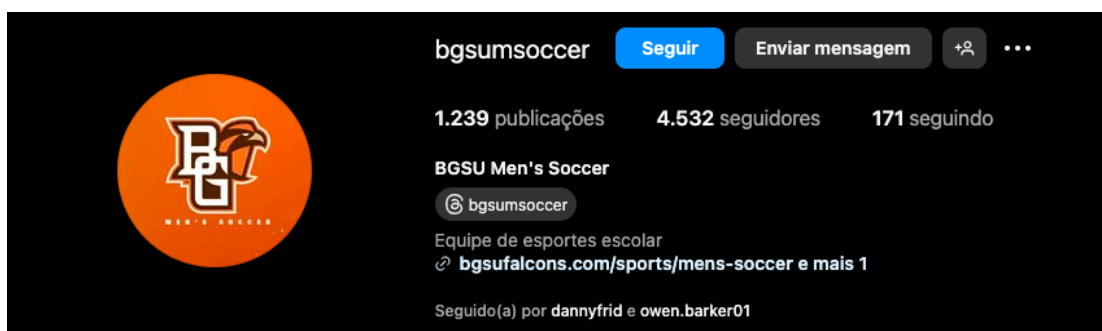 bgsumsoccer Seguir Enviar mensagem
1.239 publicações 4.532 seguidores 171 seguindo
BG
MEN'S SOCCER
BGSU Men's Soccer
bgsumsoccer
Equipe de esportes escolar
bgsufalcons.com/sports/mens-soccer e mais 1
Seguido(a) por dannyfrid e owen.barker01